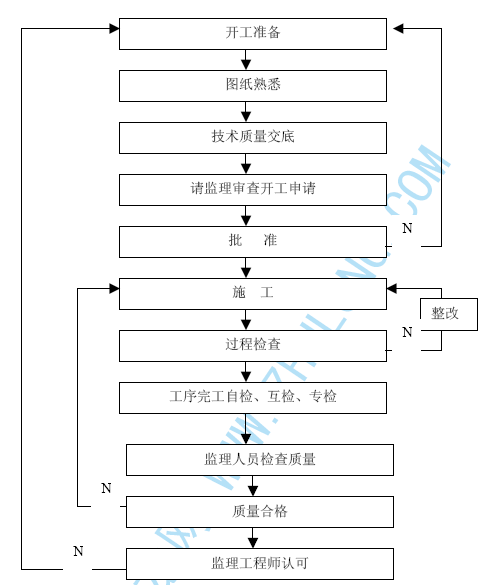 开工准备
图纸熟悉
技术质量交底
请监理审查开工申请
批 准
N
施 工
整改
过程检查
N
工序完工自检、互检、专检
监理人员检查质量
N
质量合格
N
监理工程师认可